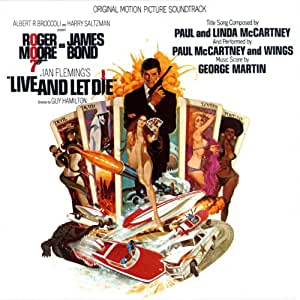 ORIGINAL MOTION PICTURE SOUNDTRACK
ALBERT R. BROCCOLI and HARRY SALTZMAN
present
ROGER MOORE as JAMES BOND
007
in IAN FLEMING'S
"LIVE AND LET DIE"
Directed by GUY HAMILTON
Title Song Composed by
PAUL and LINDA McCARTNEY
And Performed by
PAUL McCARTNEY and WINGS
Music Score by
GEORGE MARTIN